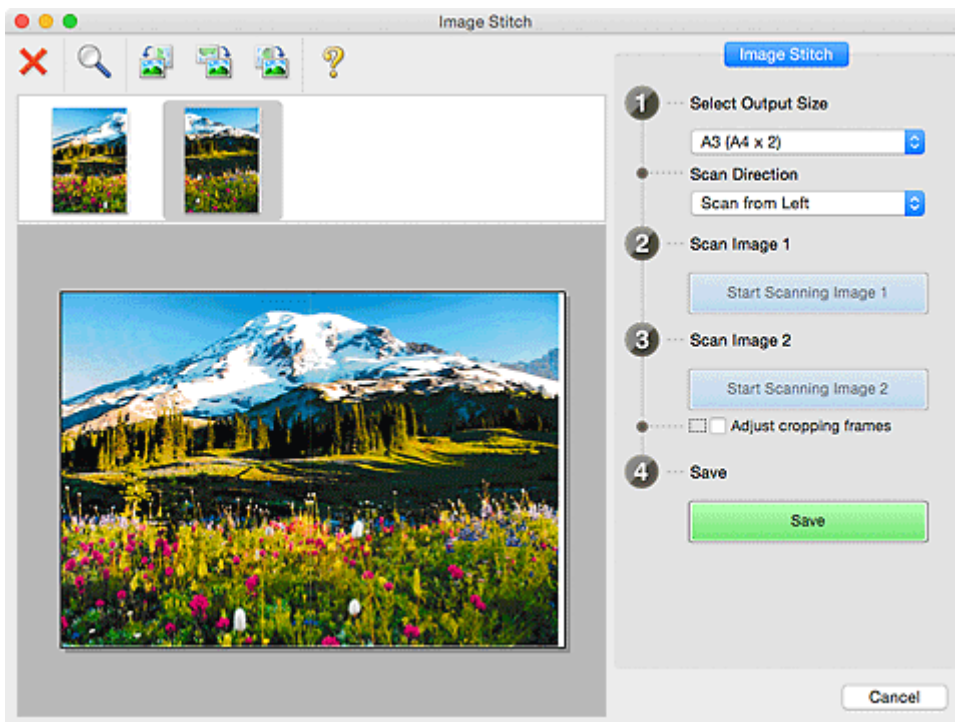 Image Stitch
Image Stitch
1 Select Output Size
A3 (A4 x 2)
Scan Direction
Scan from Left
2 Scan Image 1
Start Scanning Image 1
3 Scan Image 2
Start Scanning Image 2
Adjust cropping frames
4 Save
Save
Cancel